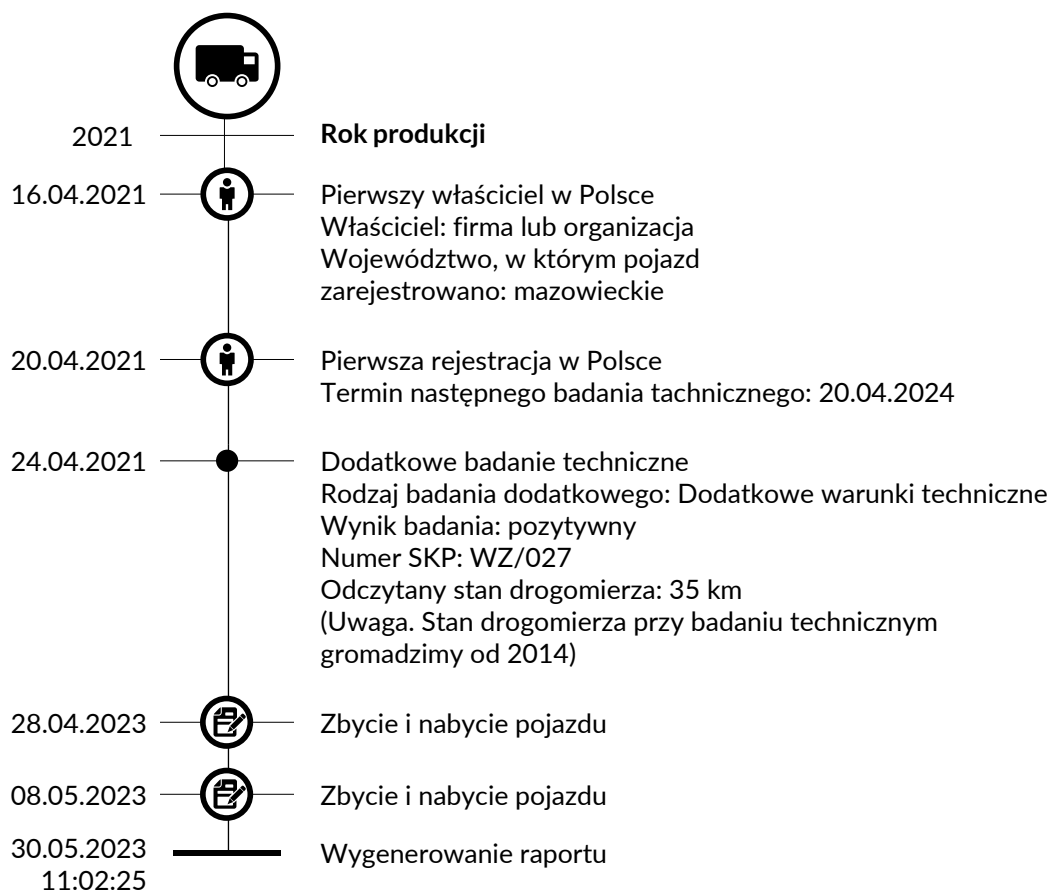 2021
Rok produkcji
16.04.2021
Pierwszy właściciel w Polsce
Właściciel: firma lub organizacja
Województwo, w którym pojazd
zarejestrowano: mazowieckie
20.04.2021
Pierwsza rejestracja w Polsce
Termin następnego badania tachnicznego: 20.04.2024
24.04.2021
Dodatkowe badanie techniczne
Rodzaj badania dodatkowego: Dodatkowe warunki techniczne
Wynik badania: pozytywny
Numer SKP: WZ/027
Odczytany stan drogomierza: 35 km
(Uwaga. Stan drogomierza przy badaniu technicznym
gromadzimy od 2014)
28.04.2023
Zbycie i nabycie pojazdu
08.05.2023
Zbycie i nabycie pojazdu
30.05.2023
11:02:25
Wygenerowanie raportu